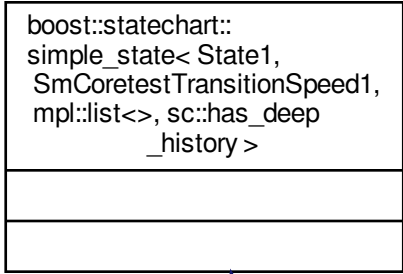 boost::statechart::
simple_state< State1,
SmCoretestTransitionSpeed1,
mpl::list<>, sc::has_deep
_history >